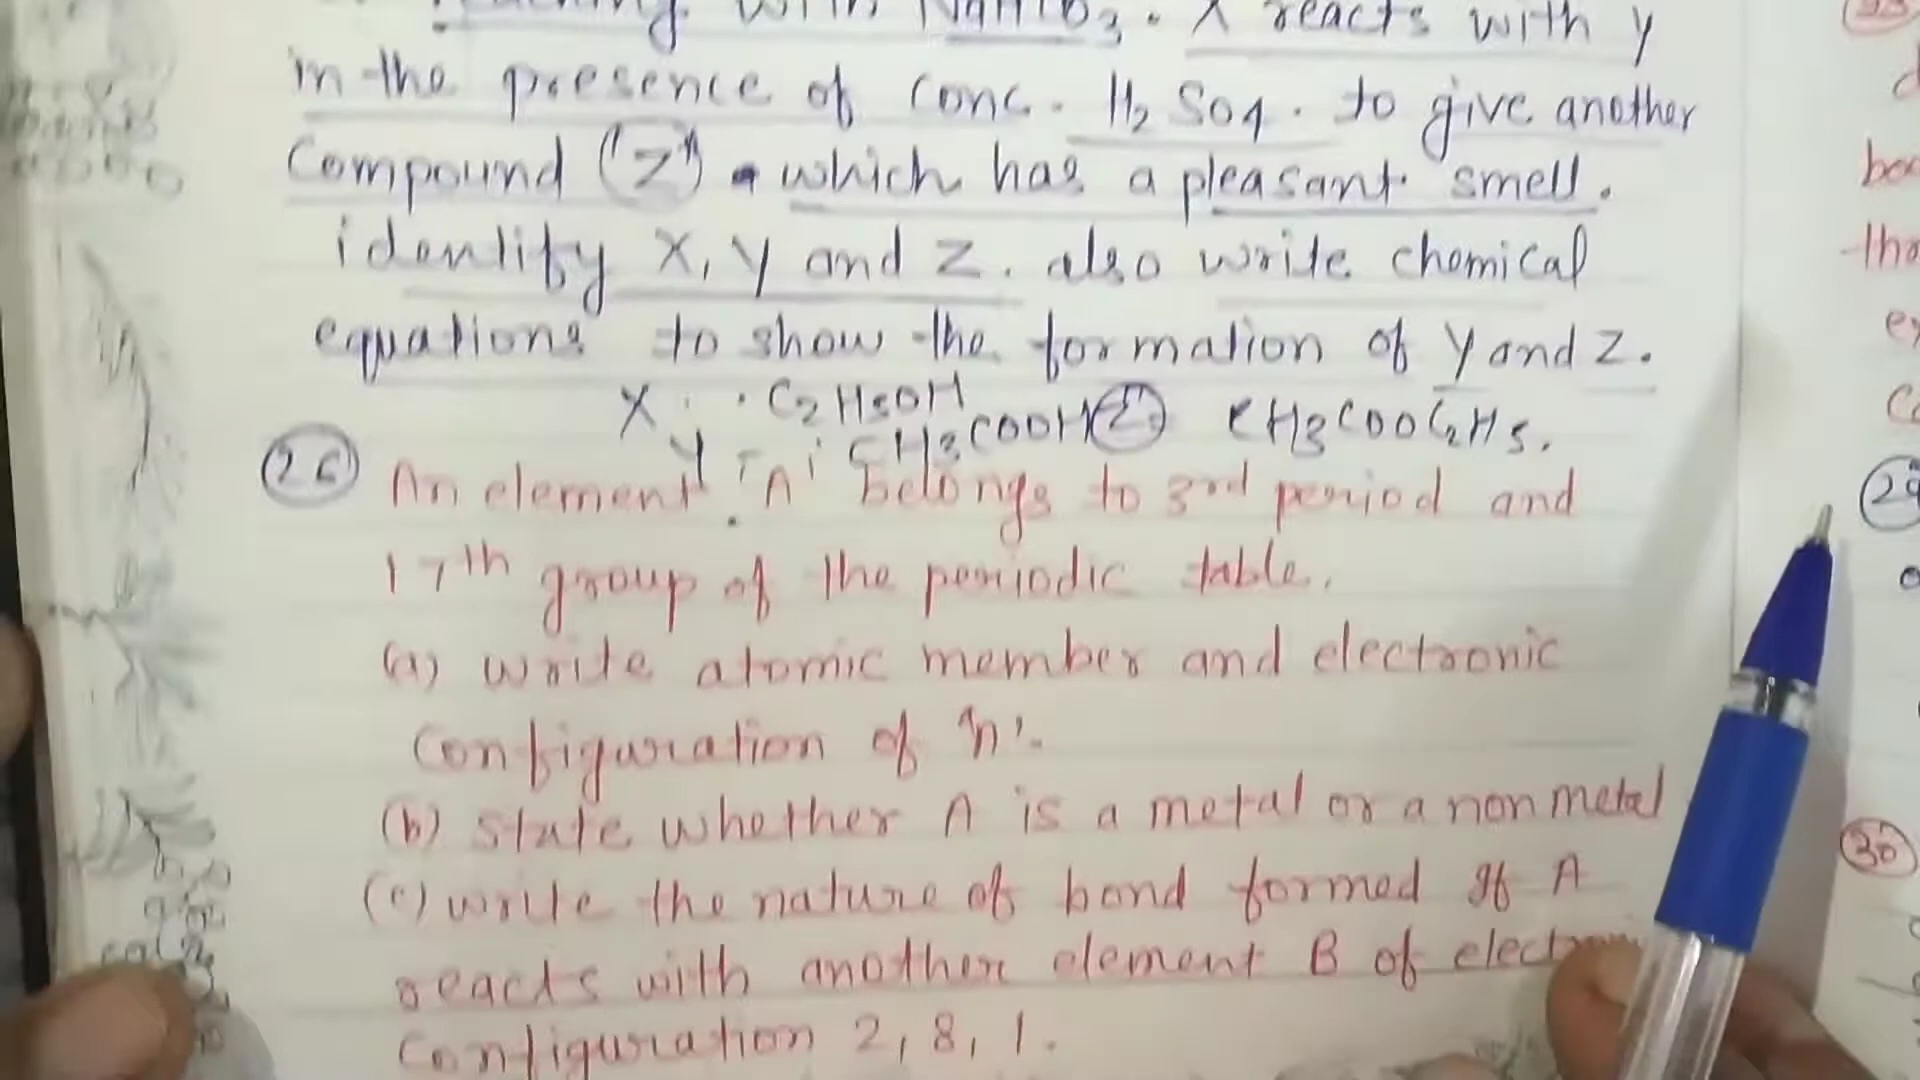 with NaHCO3. X reacts with y
in the presence of conc. H2 SO4. to give another
Compound ("Z") - which has a pleasant smell.
identify X, Y and Z. also write chemical
equations to show the formation of Y and Z.
X : C2H5OH
Y - CH3COOH Z. CH3COOC2H5.
(26) An element 'A' belongs to 3rd period and
17th group of the periodic table.
(a) write atomic member and electronic
Configuration of 'A'.
(b) state whether A is a metal or a non metal
(c) write the nature of bond formed If A
reacts with another element B of
Configuration 2, 8, 1.
(30)